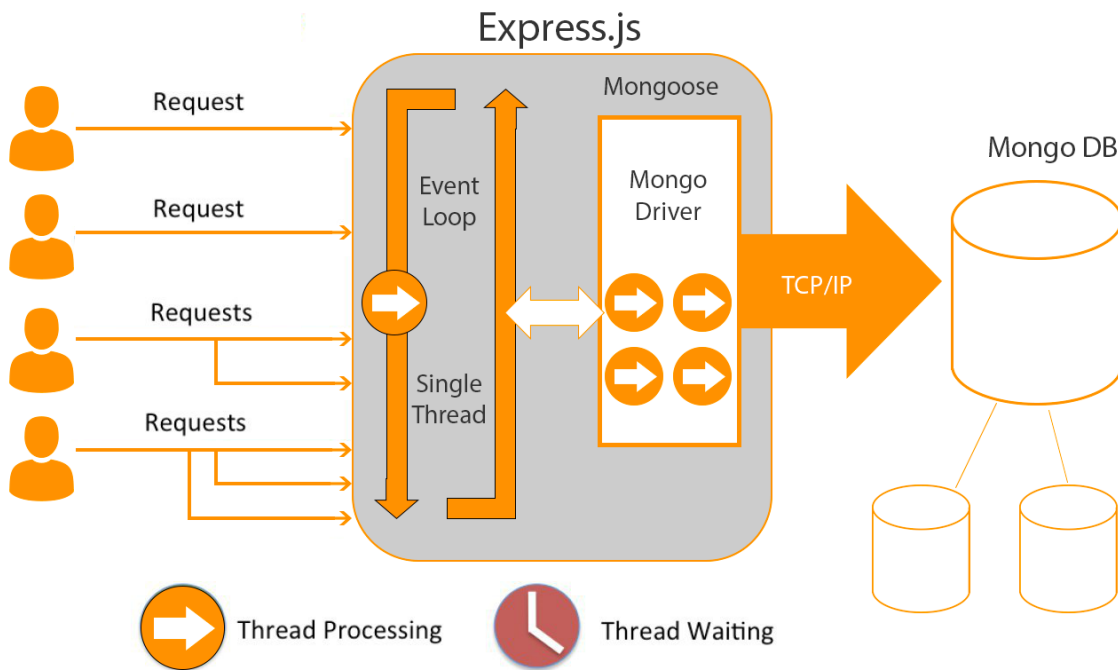 Express.js
Request
Request
Requests
Requests
Event
Loop
Single
Thread
Mongoose
Mongo
Driver
TCP/IP
Mongo DB
Thread Processing
Thread Waiting